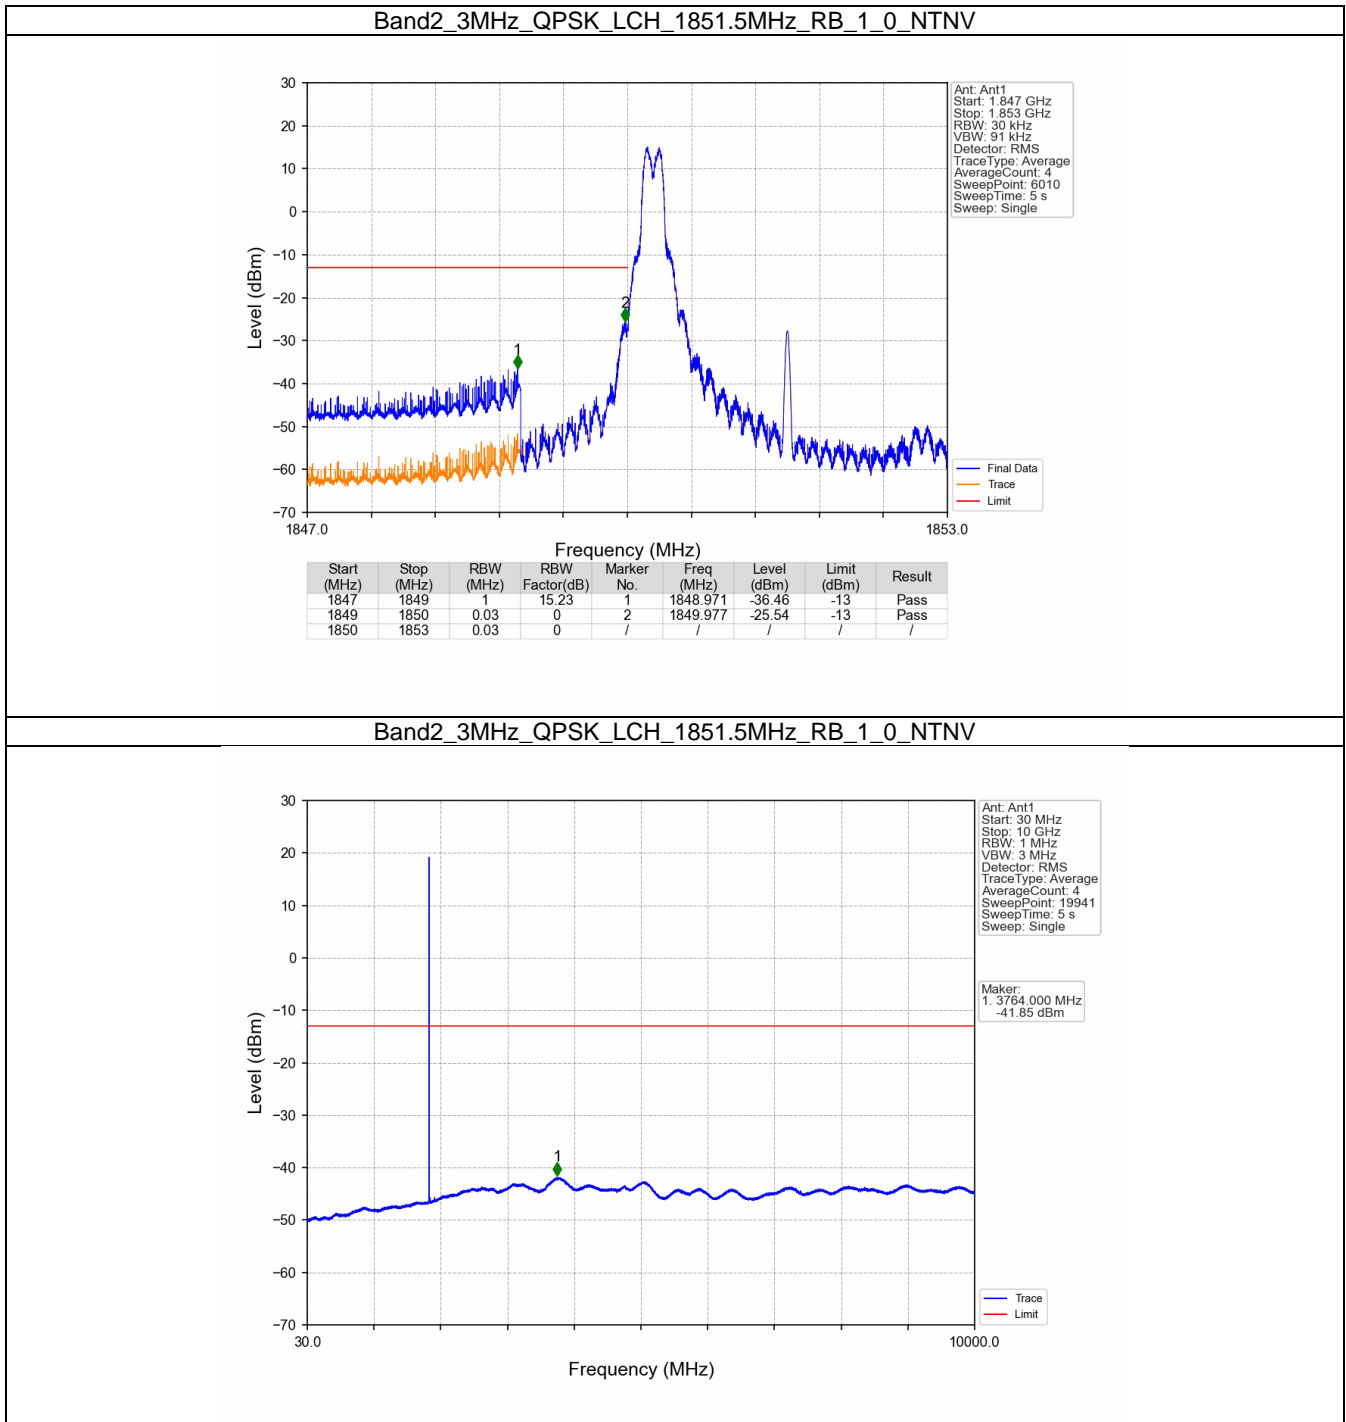 Band2_3MHz_QPSK_LCH_1851.5MHz_RB_1_0_NTNV
30
20
10
0
−10
−20
−30
−40
−50
−60
−70
Level (dBm)
1
2
1847.0
1853.0
Frequency (MHz)
Ant: Ant1
Start: 1.847 GHz
Stop: 1.853 GHz
RBW: 30 kHz
VBW: 91 kHz
Detector: RMS
TraceType: Average
AverageCount: 4
SweepPoint: 6010
SweepTime: 5 s
Sweep: Single
Final Data
Trace
Limit
Start (MHz) Stop (MHz) RBW (MHz) RBW Factor(dB) Marker No. Freq (MHz) Level (dBm) Limit (dBm) Result
1847 1849 1 15.23 1 1848.971 -36.46 -13 Pass
1849 1850 0.03 0 2 1849.977 -25.54 -13 Pass
1850 1853 0.03 0 / / / / /
Band2_3MHz_QPSK_LCH_1851.5MHz_RB_1_0_NTNV
30
20
10
0
−10
−20
−30
−40
−50
−60
−70
Level (dBm)
1
30.0
10000.0
Frequency (MHz)
Ant: Ant1
Start: 30 MHz
Stop: 10 GHz
RBW: 1 MHz
VBW: 3 MHz
Detector: RMS
TraceType: Average
AverageCount: 4
SweepPoint: 19941
SweepTime: 5 s
Sweep: Single
Maker:
1. 3764.000 MHz
-41.85 dBm
Trace
Limit